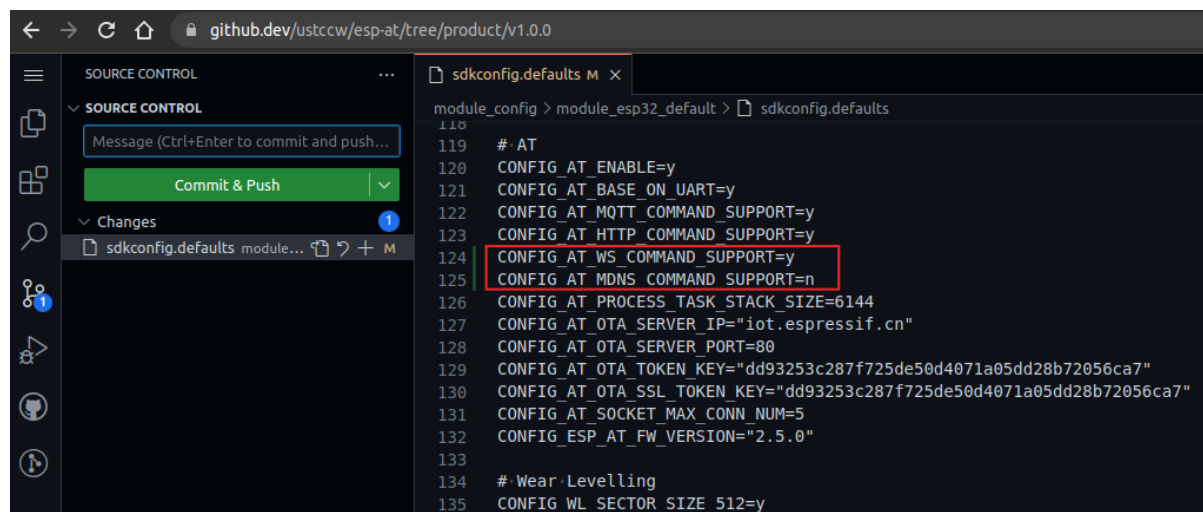 github.dev/ustccw/esp-at/tree/product/v1.0.0
SOURCE CONTROL
sdkconfig.defaults M
SOURCE CONTROL
module_config > module_esp32_default > sdkconfig.defaults
Message (Ctrl+Enter to commit and push...
Commit & Push
Changes 1
sdkconfig.defaults module... M
1
118
119 # AT
120 CONFIG_AT_ENABLE=y
121 CONFIG_AT_BASE_ON_UART=y
122 CONFIG_AT_MQTT_COMMAND_SUPPORT=y
123 CONFIG_AT_HTTP_COMMAND_SUPPORT=y
124 CONFIG_AT_WS_COMMAND_SUPPORT=y
125 CONFIG_AT_MDNS_COMMAND_SUPPORT=n
126 CONFIG_AT_PROCESS_TASK_STACK_SIZE=6144
127 CONFIG_AT_OTA_SERVER_IP="iot.espressif.cn"
128 CONFIG_AT_OTA_SERVER_PORT=80
129 CONFIG_AT_OTA_TOKEN_KEY="dd93253c287f725de50d4071a05dd28b72056ca7"
130 CONFIG_AT_OTA_SSL_TOKEN_KEY="dd93253c287f725de50d4071a05dd28b72056ca7"
131 CONFIG_AT_SOCKET_MAX_CONN_NUM=5
132 CONFIG_ESP_AT_FW_VERSION="2.5.0"
133
134 # Wear Levelling
135 CONFIG_WL_SECTOR_SIZE_512=y